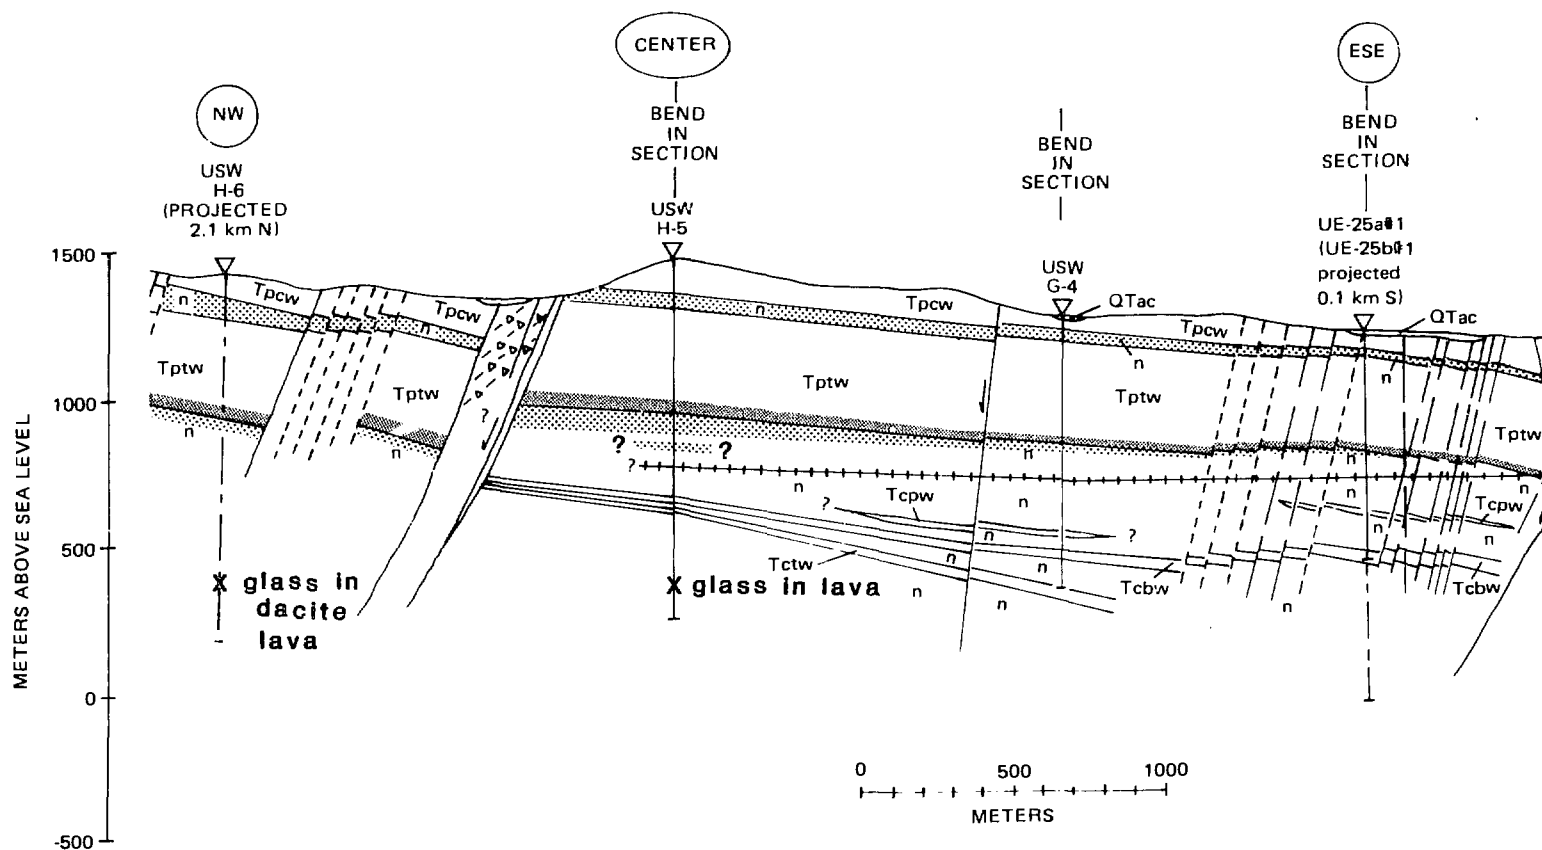 CENTER
ESE
NW
BEND
IN
SECTION
BEND
IN
SECTION
BEND
IN
SECTION
USW
H-6
(PROJECTED
2.1 km N)
USW
H-5
USW
G-4
UE-25a#1
(UE-25b#1
projected
0.1 km S)
METERS ABOVE SEA LEVEL
1500
1000
500
0
-500
QTac
QTac
Tpcw
Tpcw
Tpcw
Tpcw
n
n
n
n
n
Tptw
Tptw
Tptw
Tptw
Tptw
n
n
n
n
?
? ?
?
n
n
n
Tcpw
Tcpw
?
?
n
n
n
Tctw
n
n
Tcbw
Tcbw
n
n
n
X glass in
dacite
lava
X glass in lava
0 500 1000
METERS